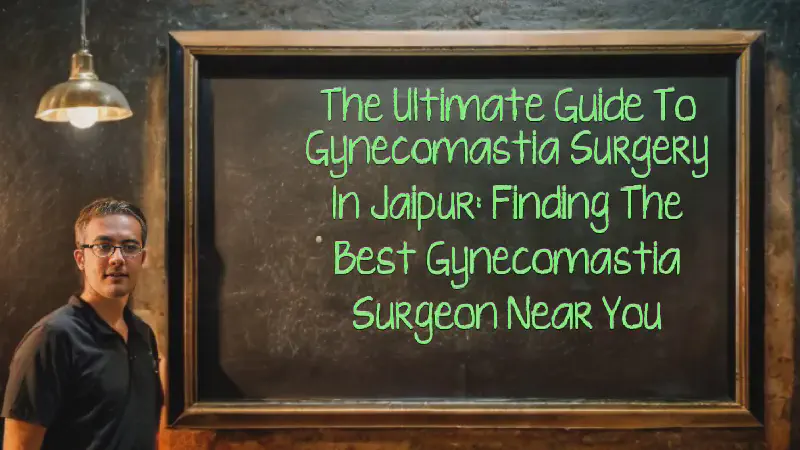 The Ultimate Guide To
Gynecomastia Surgery
In Jaipur: Finding The
Best Gynecomastia
Surgeon Near You